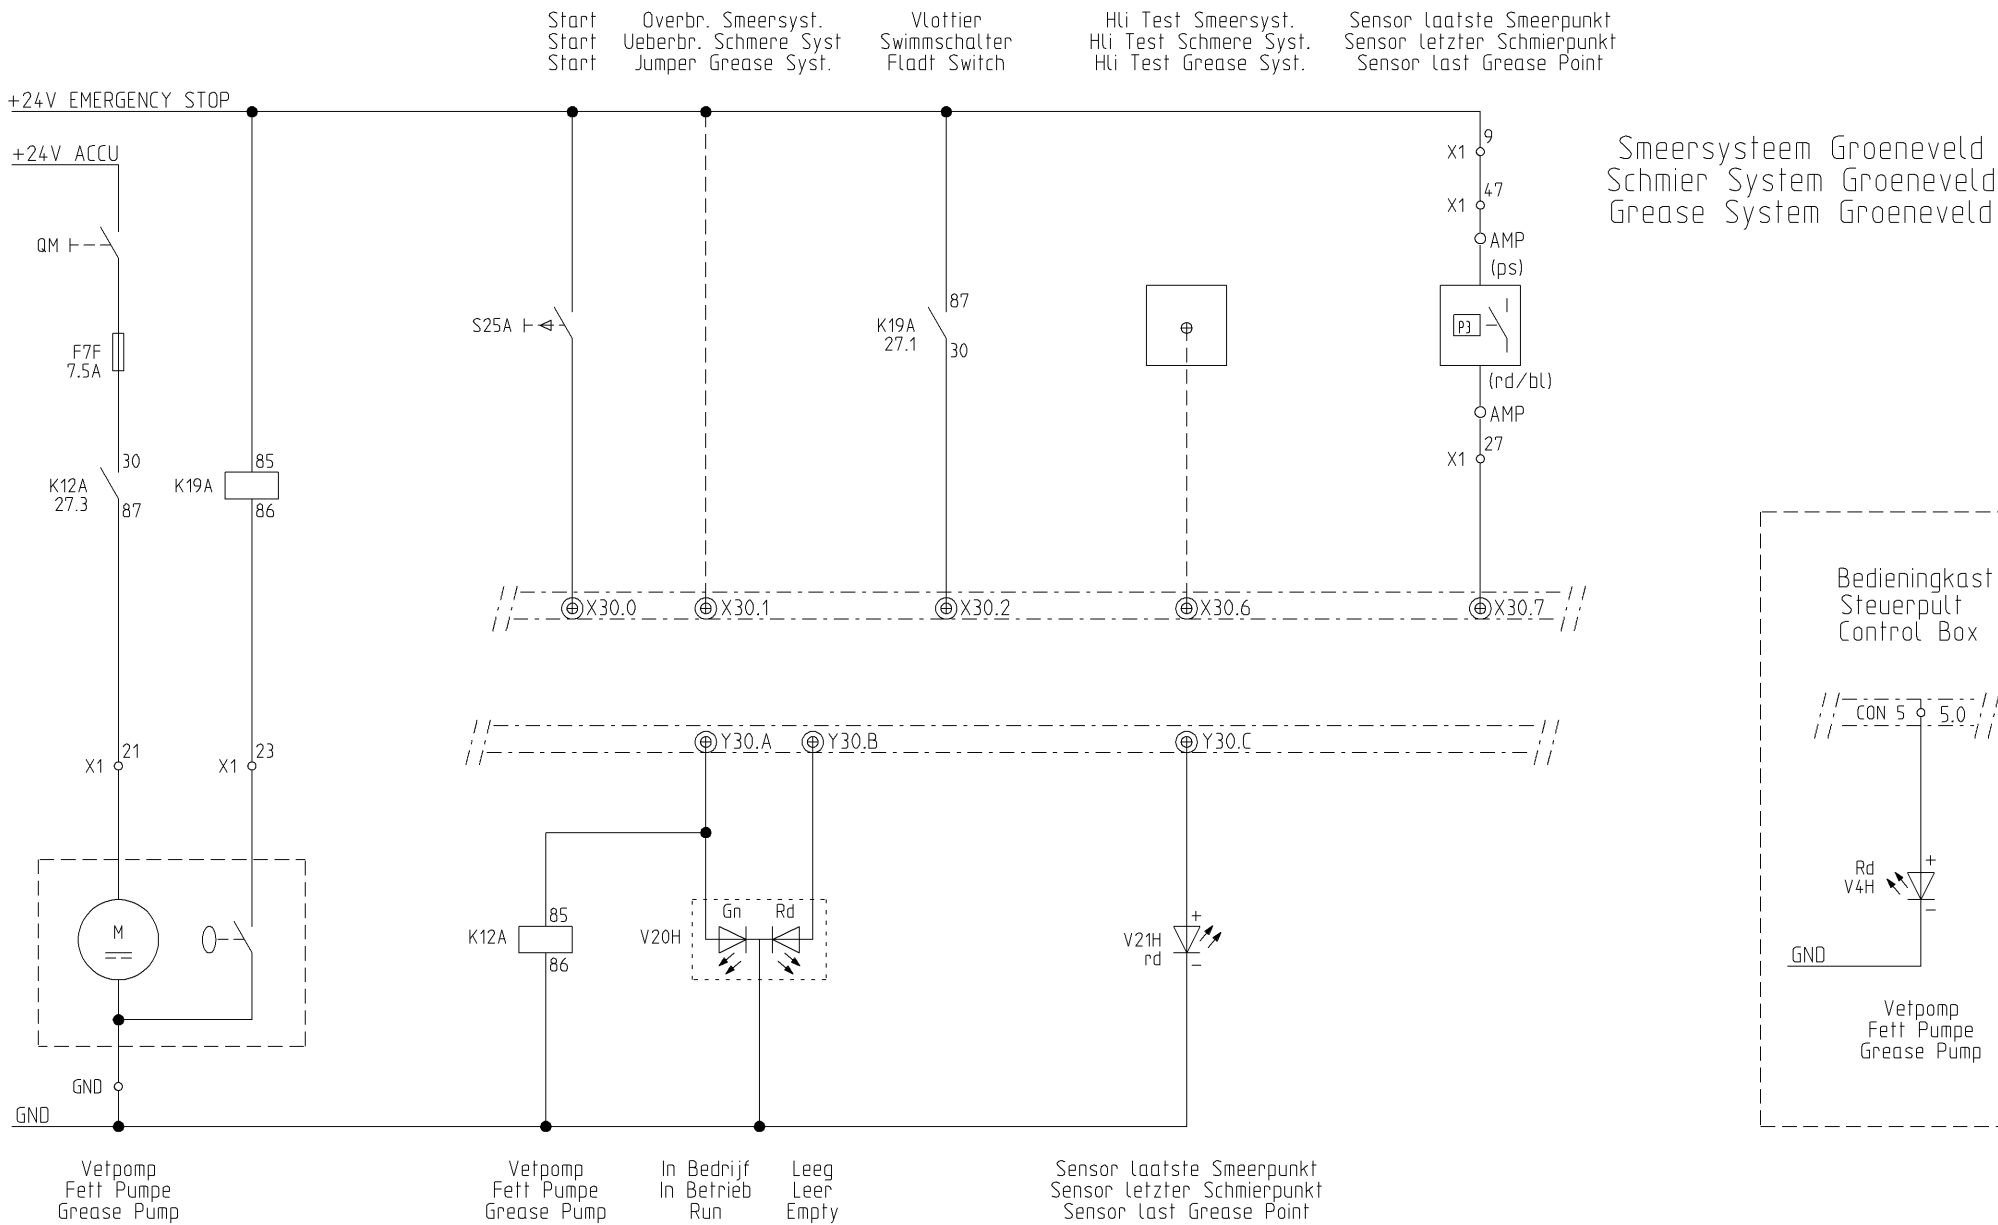 Start
Start
Start
Overbr. Smeersyst.
Ueberbr. Schmere Syst
Jumper Grease Syst.
Vlottier
Swimmschalter
Fladt Switch
Hli Test Smeersyst.
Hli Test Schmere Syst.
Hli Test Grease Syst.
Sensor laatste Smeerpunkt
Sensor letzter Schmierpunkt
Sensor last Grease Point
+24V EMERGENCY STOP
+24V ACCU
Smeersysteem Groeneveld
Schmier System Groeneveld
Grease System Groeneveld
9
X1
47
X1
AMP
(ps)
QM
S25A
87
K19A
27.1
30
P3
F7F
7.5A
(rd/bl)
AMP
27
X1
30
K12A
27.3
87
85
K19A
86
X30.0
X30.1
X30.2
X30.6
X30.7
Bedieningkast
Steuerpult
Control Box
CON 5
5.0
Y30.A
Y30.B
Y30.C
21
X1
23
X1
M
85
K12A
86
Gn
Rd
V20H
+
V21H
rd
-
+
Rd
V4H
-
GND
Vetpomp
Fett Pumpe
Grease Pump
GND
GND
Vetpomp
Fett Pumpe
Grease Pump
Vetpomp
Fett Pumpe
Grease Pump
In Bedrijf
In Betrieb
Run
Leeg
Leer
Empty
Sensor laatste Smeerpunkt
Sensor letzter Schmierpunkt
Sensor last Grease Point